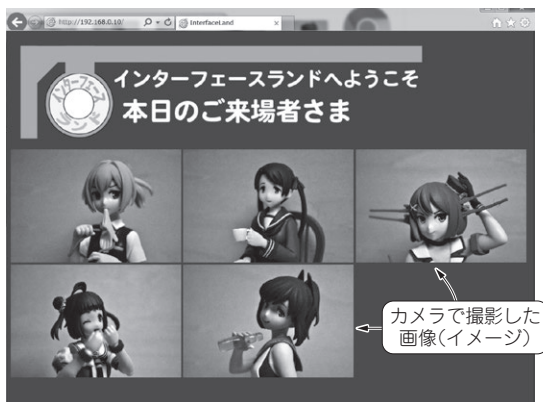 http://192.168.0.10/
InterfaceLand
インターフェースランドへようこそ
本日のご来場者さま
インターフェース
ランド
カメラで撮影した
画像(イメージ)